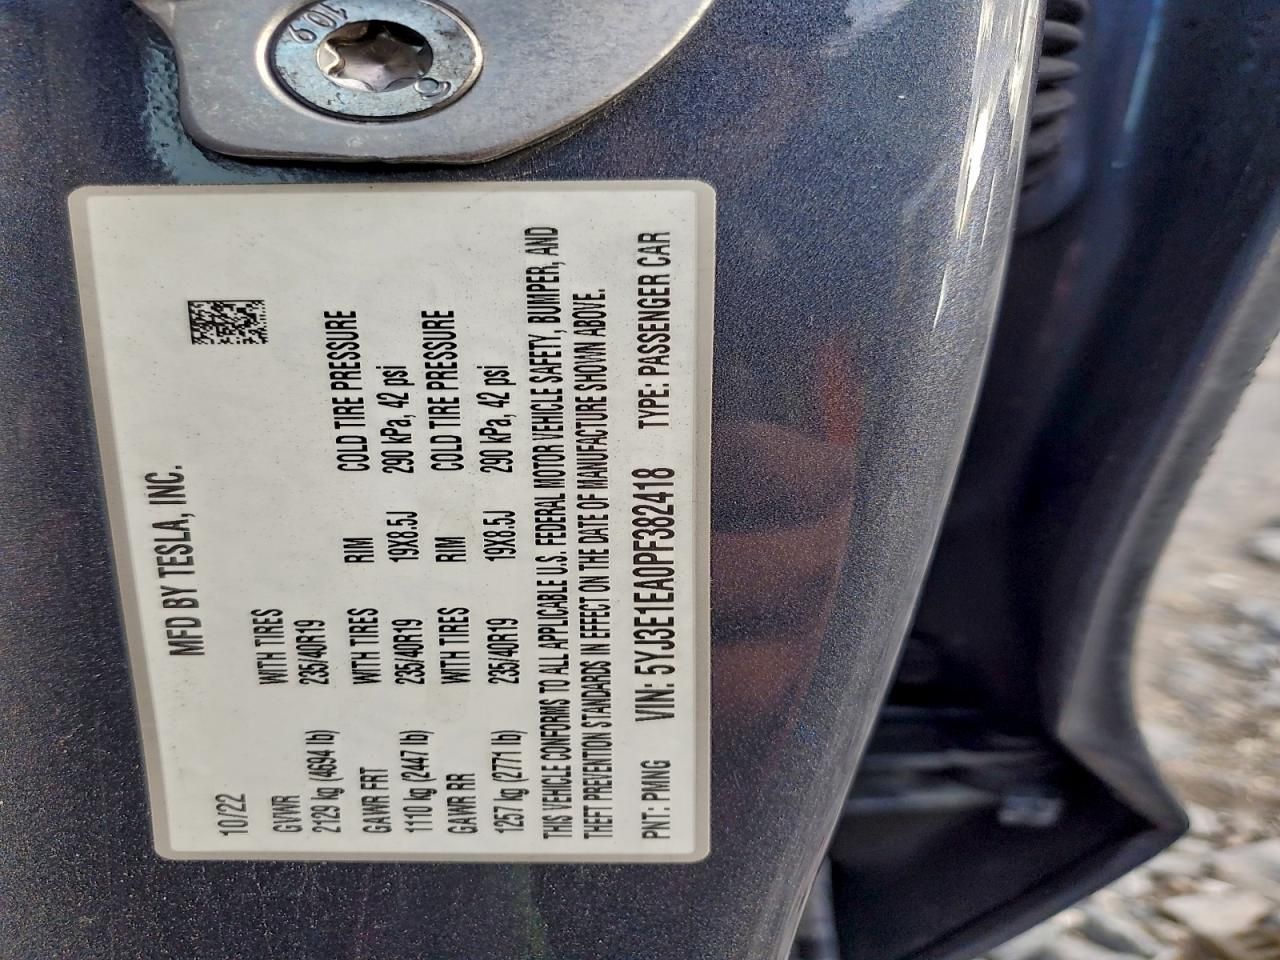 10.9
MFD BY TESLA, INC.
10/22
GVWR WITH TIRES
2129 kg (4694 lb) 235/40R19
GAWR FRT WITH TIRES RIM COLD TIRE PRESSURE
1110 kg (2447 lb) 235/40R19 19X8.5J 290 kPa, 42 psi
GAWR RR WITH TIRES RIM COLD TIRE PRESSURE
1257 kg (2771 lb) 235/40R19 19X8.5J 290 kPa, 42 psi
THIS VEHICLE CONFORMS TO ALL APPLICABLE U.S. FEDERAL MOTOR VEHICLE SAFETY, BUMPER, AND
THEFT PREVENTION STANDARDS IN EFFECT ON THE DATE OF MANUFACTURE SHOWN ABOVE.
PNT: PMNG VIN: 5YJ3E1EA0PF382418 TYPE: PASSENGER CAR